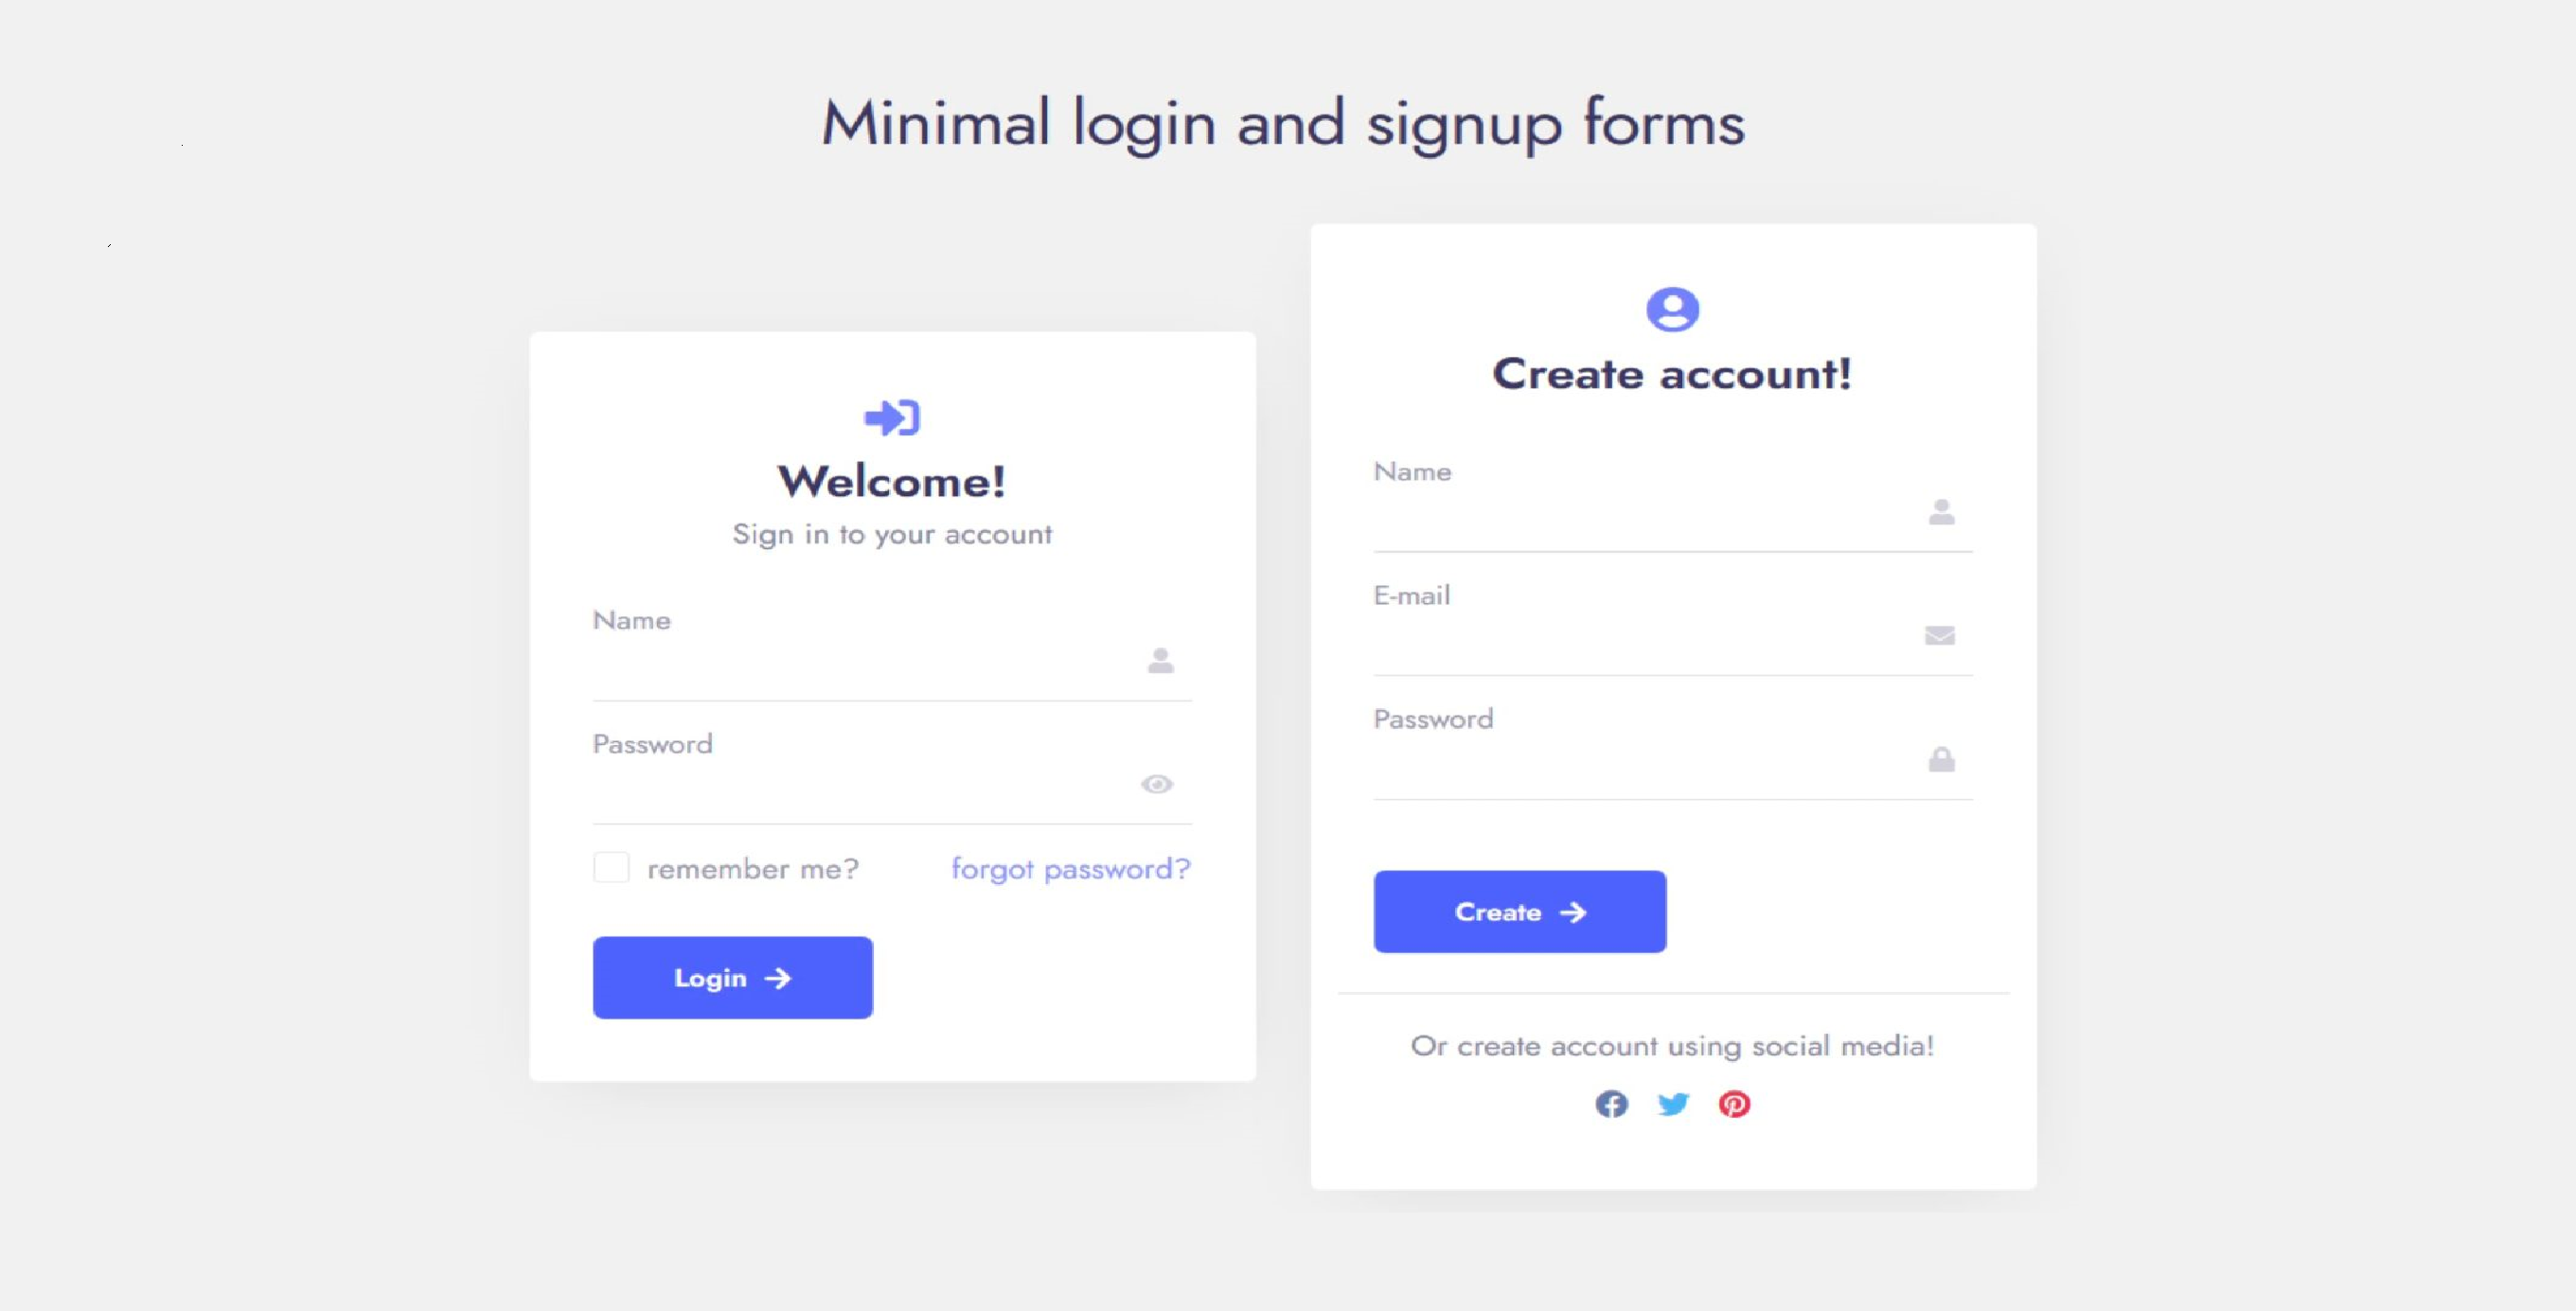 Minimal login and signup forms
Welcome!
Sign in to your account
Name
Password
remember me? forgot password?
Login
Create account!
Name
E-mail
Password
Create
Or create account using social media!